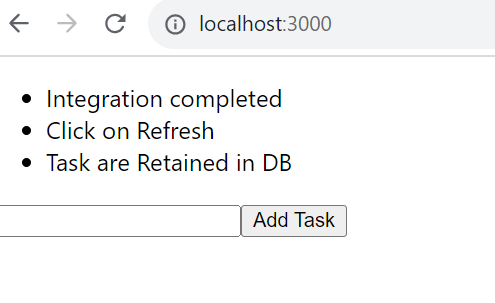 localhost:3000
Integration completed
Click on Refresh
Task are Retained in DB
Add Task